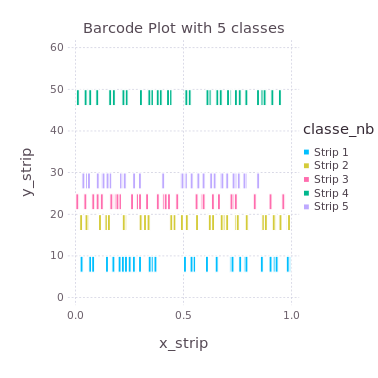 Barcode Plot with 5 classes
60
50
40
30
20
10
0
y_strip
0.0
0.5
1.0
x_strip
classe_nb
Strip 1
Strip 2
Strip 3
Strip 4
Strip 5